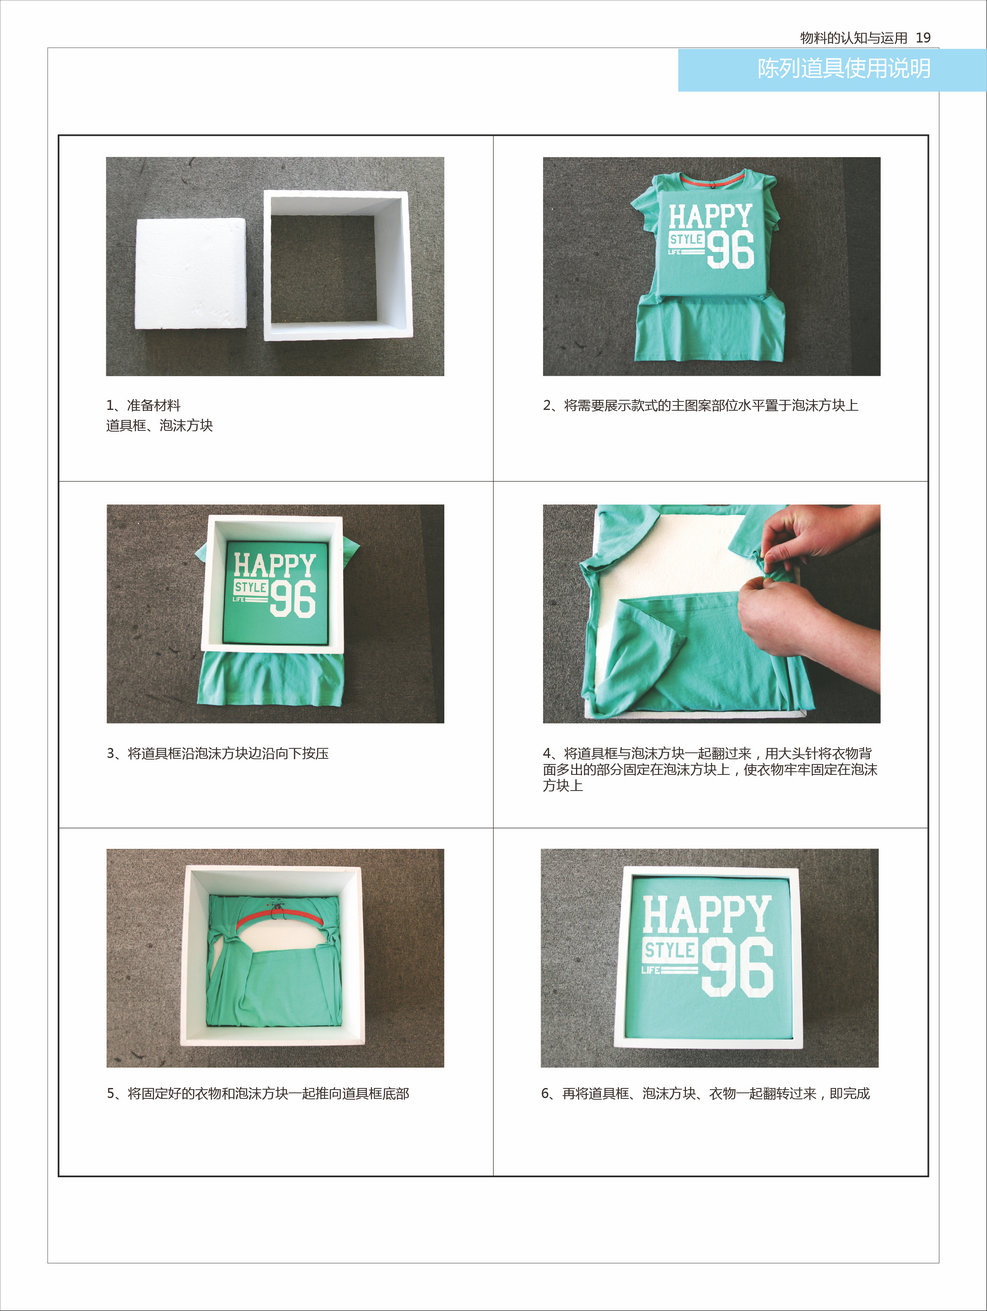 物料的认知与运用 19
陈列道具使用说明
HAPPY
STYLE
LIFE
96
1、准备材料
道具框、泡沫方块
2、将需要展示款式的主图案部位水平置于泡沫方块上
HAPPY
STYLE
LIFE
96
3、将道具框沿泡沫方块边沿向下按压
4、将道具框与泡沫方块一起翻过来，用大头针将衣物背
面多出的部分固定在泡沫方块上，使衣物牢牢固定在泡沫
方块上
HAPPY
STYLE
LIFE
96
5、将固定好的衣物和泡沫方块一起推向道具框底部
6、再将道具框、泡沫方块、衣物一起翻转过来，即完成